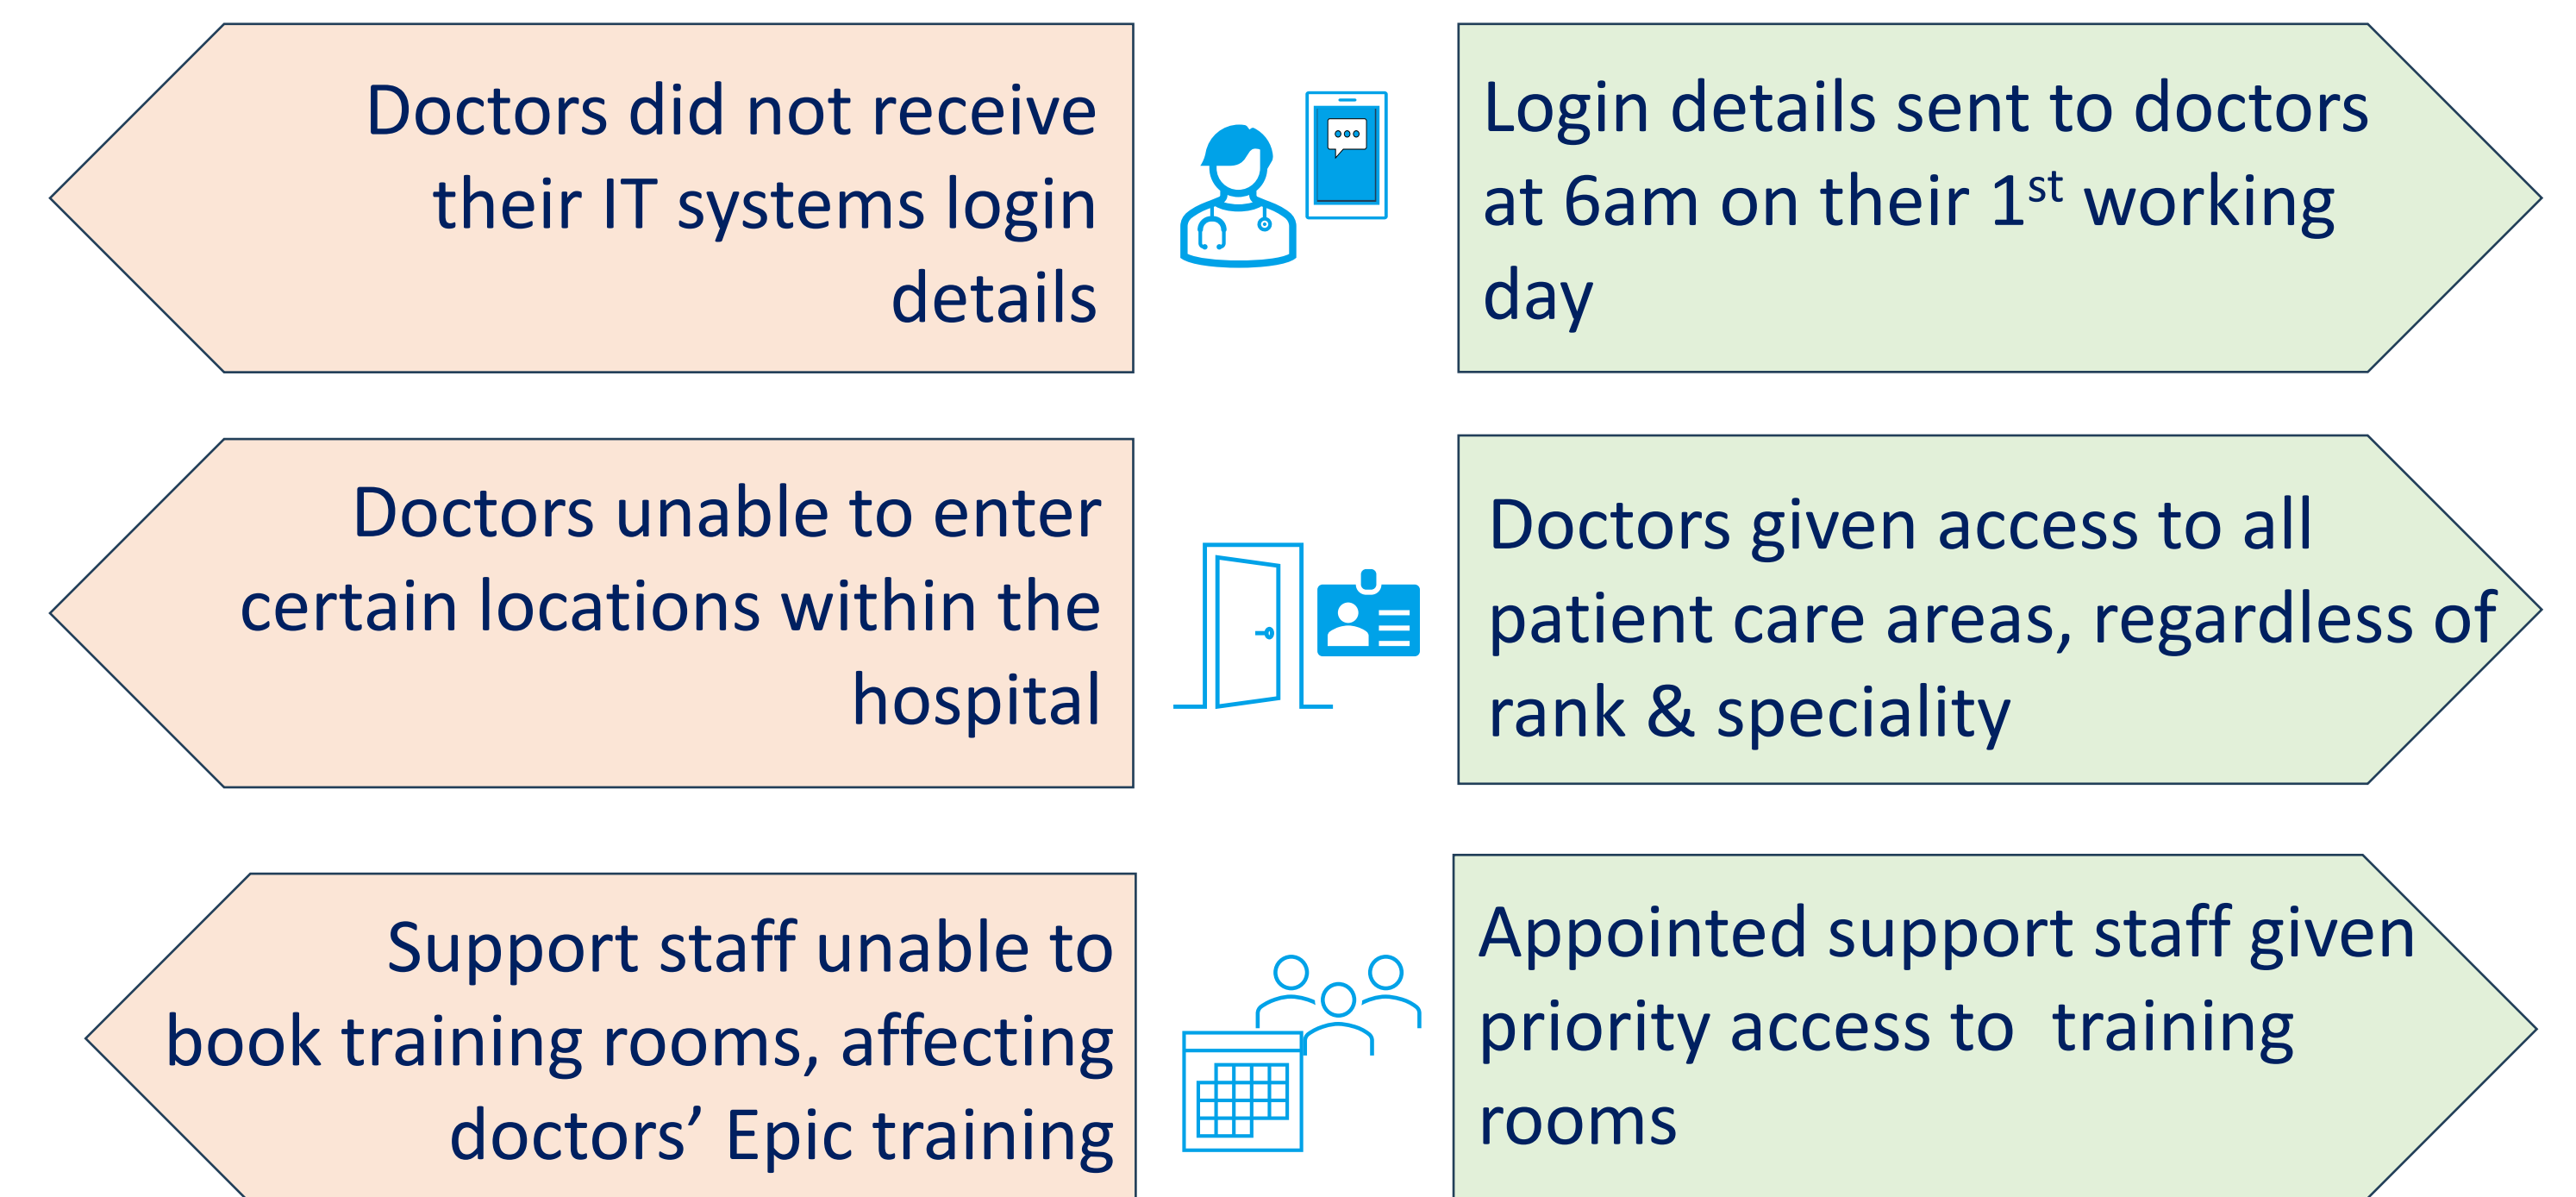 Doctors did not receive
their IT systems login
details
Login details sent to doctors
at 6am on their 1st working
day
Doctors unable to enter
certain locations within the
hospital
Doctors given access to all
patient care areas, regardless of
rank & speciality
Support staff unable to
book training rooms, affecting
doctors’ Epic training
Appointed support staff given
priority access to  training
rooms